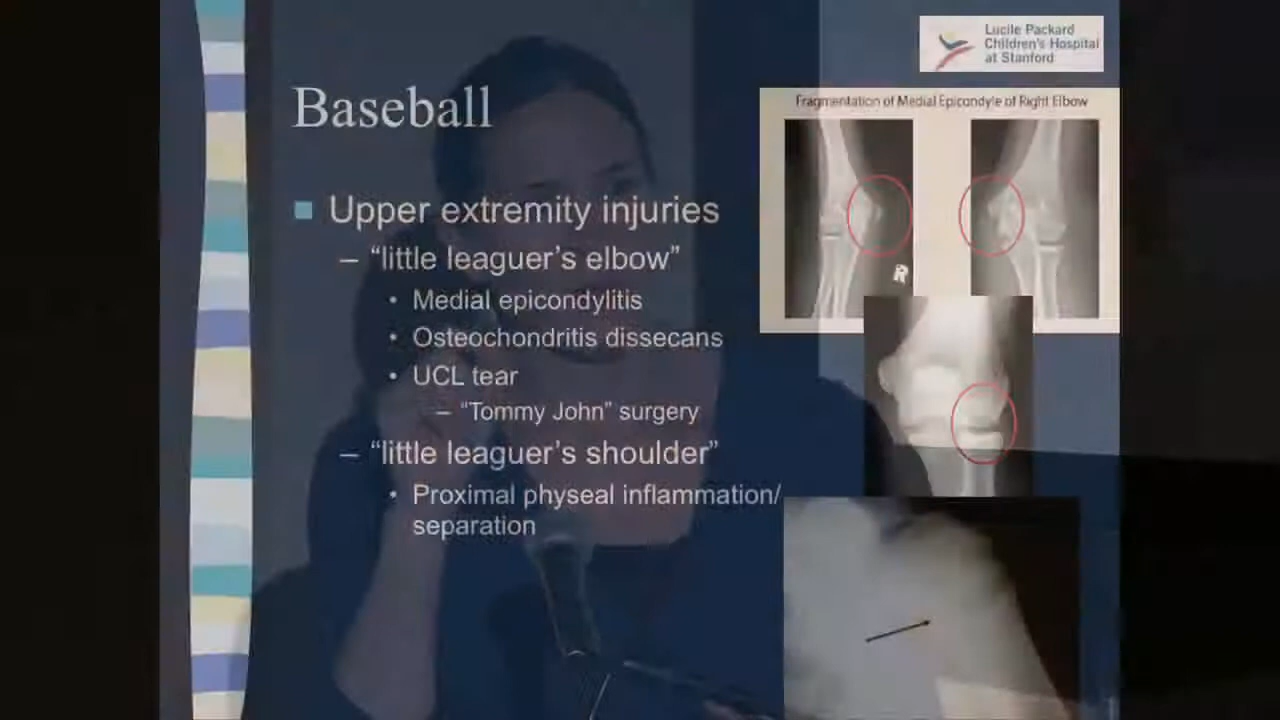 Lucile Packard
Children's Hospital
at Stanford
Baseball
Fragmentation of Medial Epicondyle of Right Elbow
Upper extremity injuries
– “little leaguer’s elbow”
• Medial epicondylitis
• Osteochondritis dissecans
• UCL tear
– “Tommy John” surgery
– “little leaguer’s shoulder”
• Proximal physeal inflammation/
separation
R